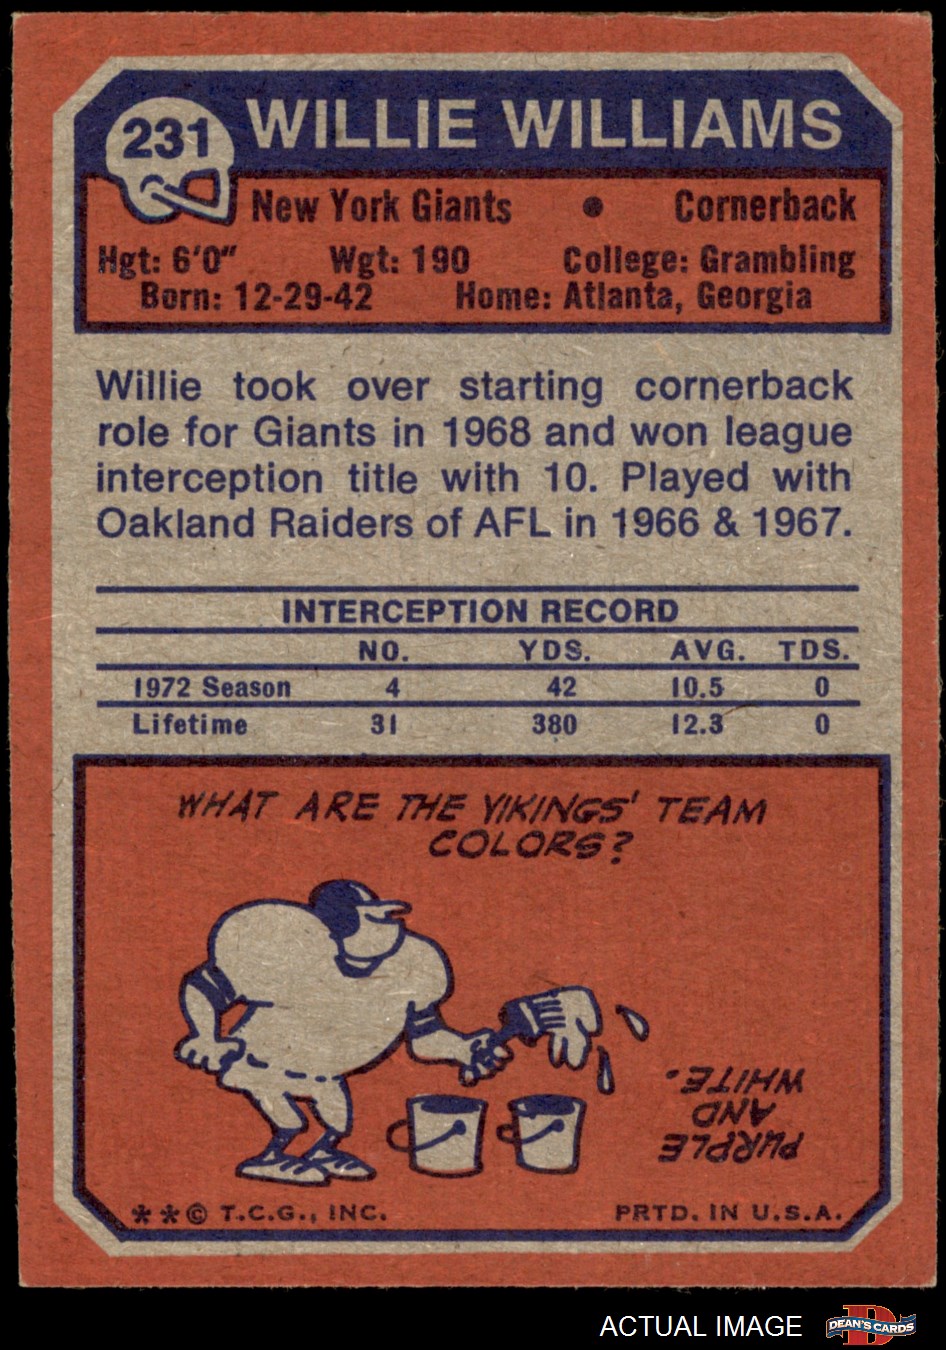 231 WILLIE WILLIAMS
New York Giants • Cornerback
Hgt: 6'0" Wgt: 190 College: Grambling
Born: 12-29-42 Home: Atlanta, Georgia
Willie took over starting cornerback
role for Giants in 1968 and won league
interception title with 10. Played with
Oakland Raiders of AFL in 1966 & 1967.
INTERCEPTION RECORD
NO. YDS. AVG. TDS.
1972 Season 4 42 10.5 0
Lifetime 31 380 12.3 0
WHAT ARE THE VIKINGS' TEAM
COLORS?
PURPLE
AND
WHITE.
**© T.C.G., INC. PRTD. IN U.S.A.
ACTUAL IMAGE D DEAN'S CARDS